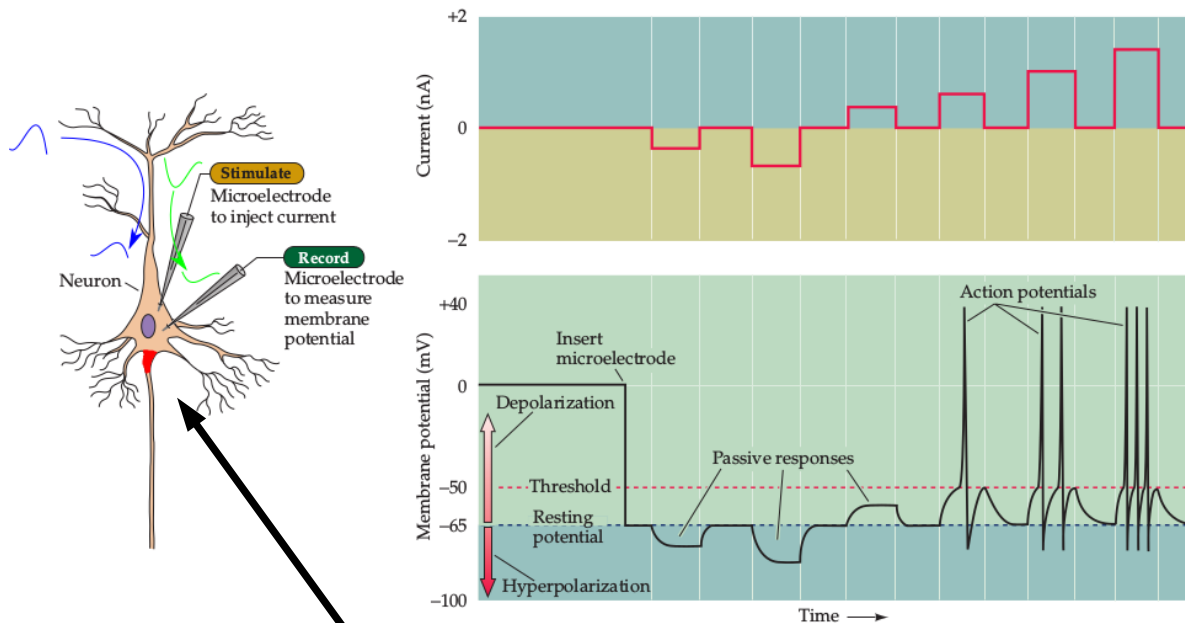 Stimulate
Microelectrode
to inject current
Record
Microelectrode
to measure
membrane
potential
Neuron
Current (nA)
+2
0
−2
Membrane potential (mV)
+40
0
−50
−65
−100
Insert
microelectrode
Action potentials
Depolarization
Passive responses
Threshold
Resting
potential
Hyperpolarization
Time